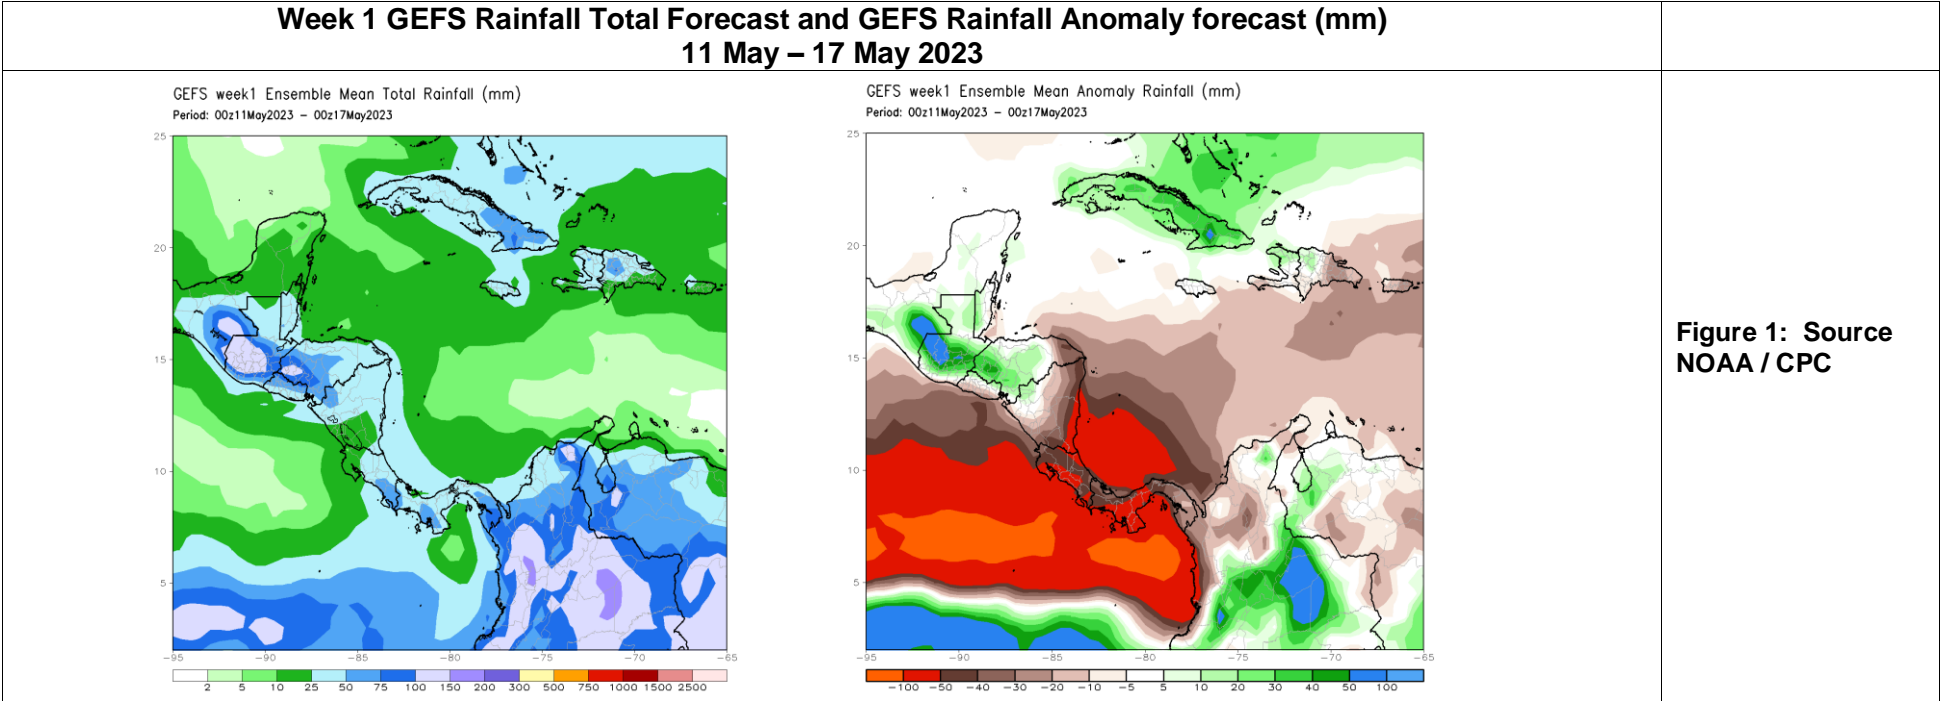 Week 1 GEFS Rainfall Total Forecast and GEFS Rainfall Anomaly forecast (mm)
11 May – 17 May 2023
GEFS week1 Ensemble Mean Total Rainfall (mm)
Period: 00z11May2023 – 00z17May2023
25
20
15
10
5
-95 -90 -85 -80 -75 -70 -65
2 5 10 25 50 75 100 150 200 300 500 750 1000 1500 2500
GEFS week1 Ensemble Mean Anomaly Rainfall (mm)
Period: 00z11May2023 – 00z17May2023
25
20
15
10
5
-95 -90 -85 -80 -75 -70 -65
-100 -50 -40 -30 -20 -10 -5 5 10 20 30 40 50 100
Figure 1: Source
NOAA / CPC